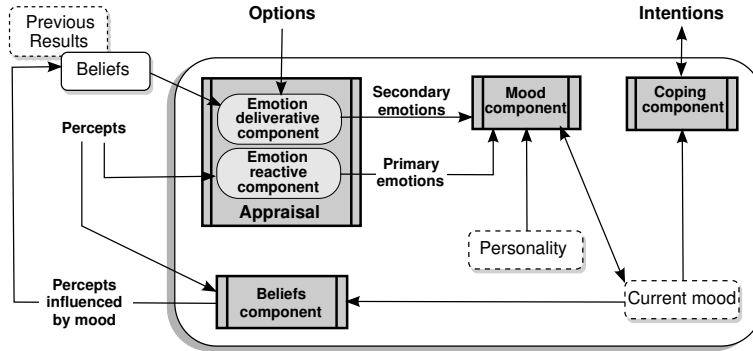 Previous
Results
Options
Intentions
Beliefs
Percepts
Emotion
deliverative
component
Secondary
emotions
Mood
component
Coping
component
Emotion
reactive
component
Primary
emotions
Appraisal
Personality
Percepts
influenced
by mood
Beliefs
component
Current mood